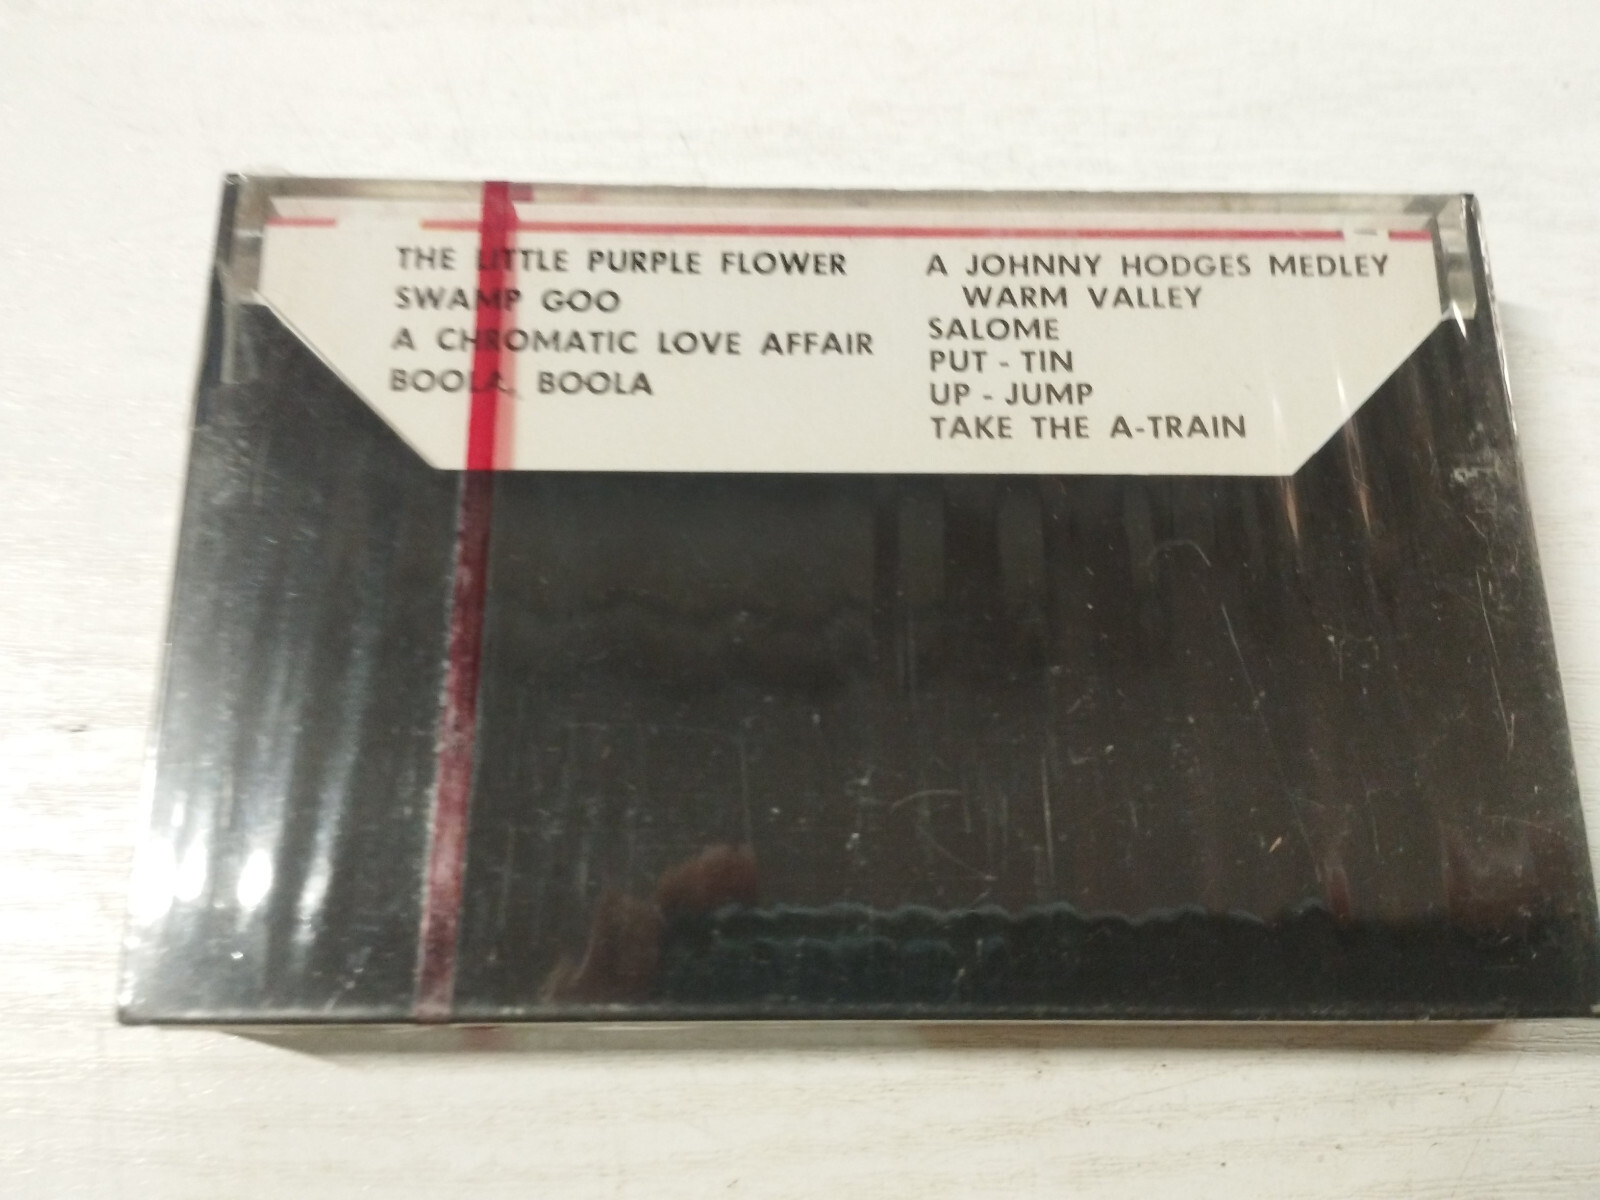 THE LITTLE PURPLE FLOWER
SWAMP GOO
A CHROMATIC LOVE AFFAIR
BOOLA, BOOLA
A JOHNNY HODGES MEDLEY
WARM VALLEY
SALOME
PUT - TIN
UP - JUMP
TAKE THE A-TRAIN